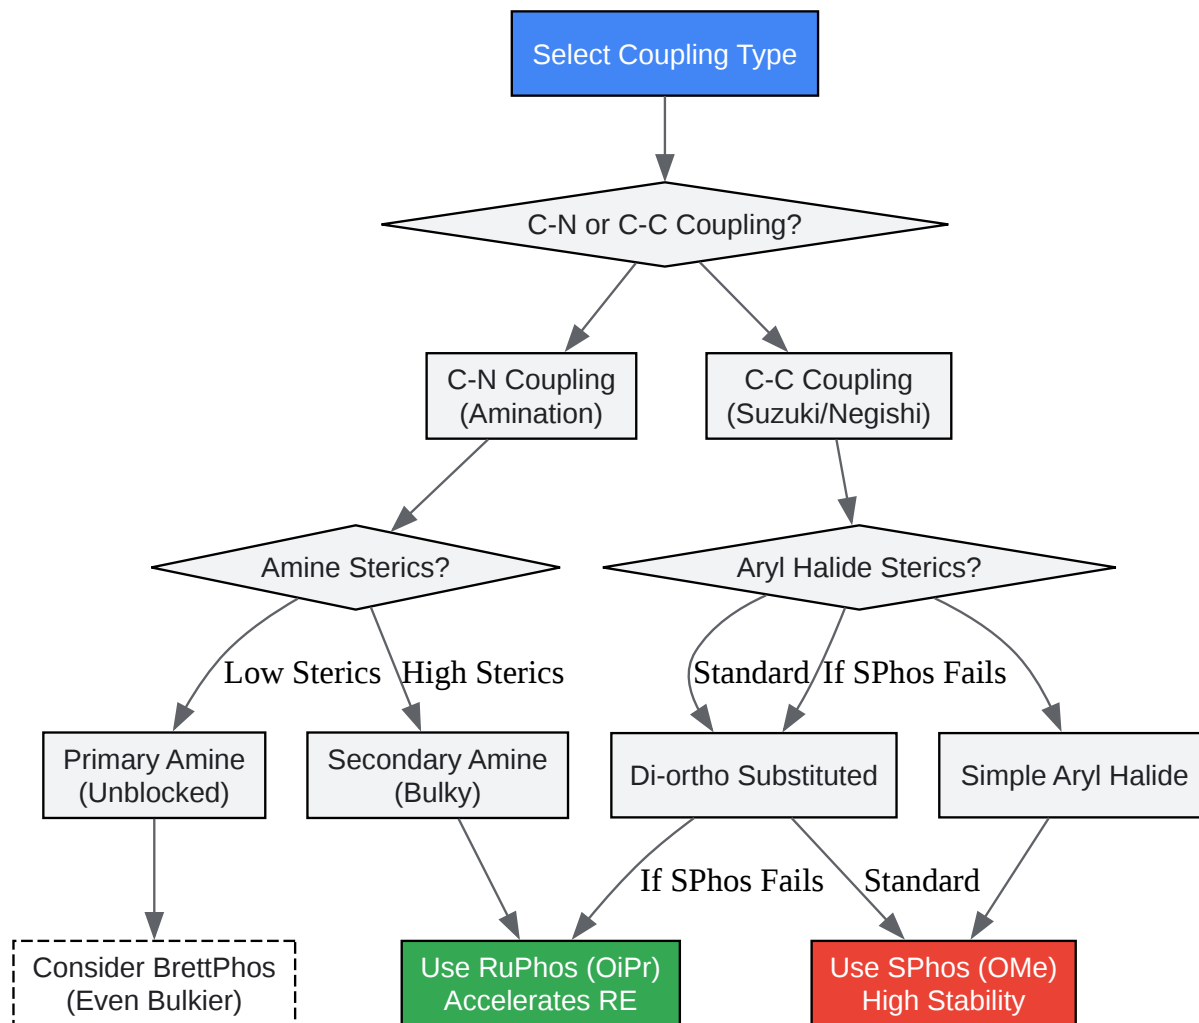 Select Coupling Type
C-N or C-C Coupling?
C-N Coupling
(Amination)
C-C Coupling
(Suzuki/Negishi)
Amine Sterics?
Aryl Halide Sterics?
Low Sterics
High Sterics
Standard
If SPhos Fails
Primary Amine
(Unblocked)
Secondary Amine
(Bulky)
Di-ortho Substituted
Simple Aryl Halide
If SPhos Fails
Standard
Consider BrettPhos
(Even Bulkier)
Use RuPhos (OiPr)
Accelerates RE
Use SPhos (OMe)
High Stability